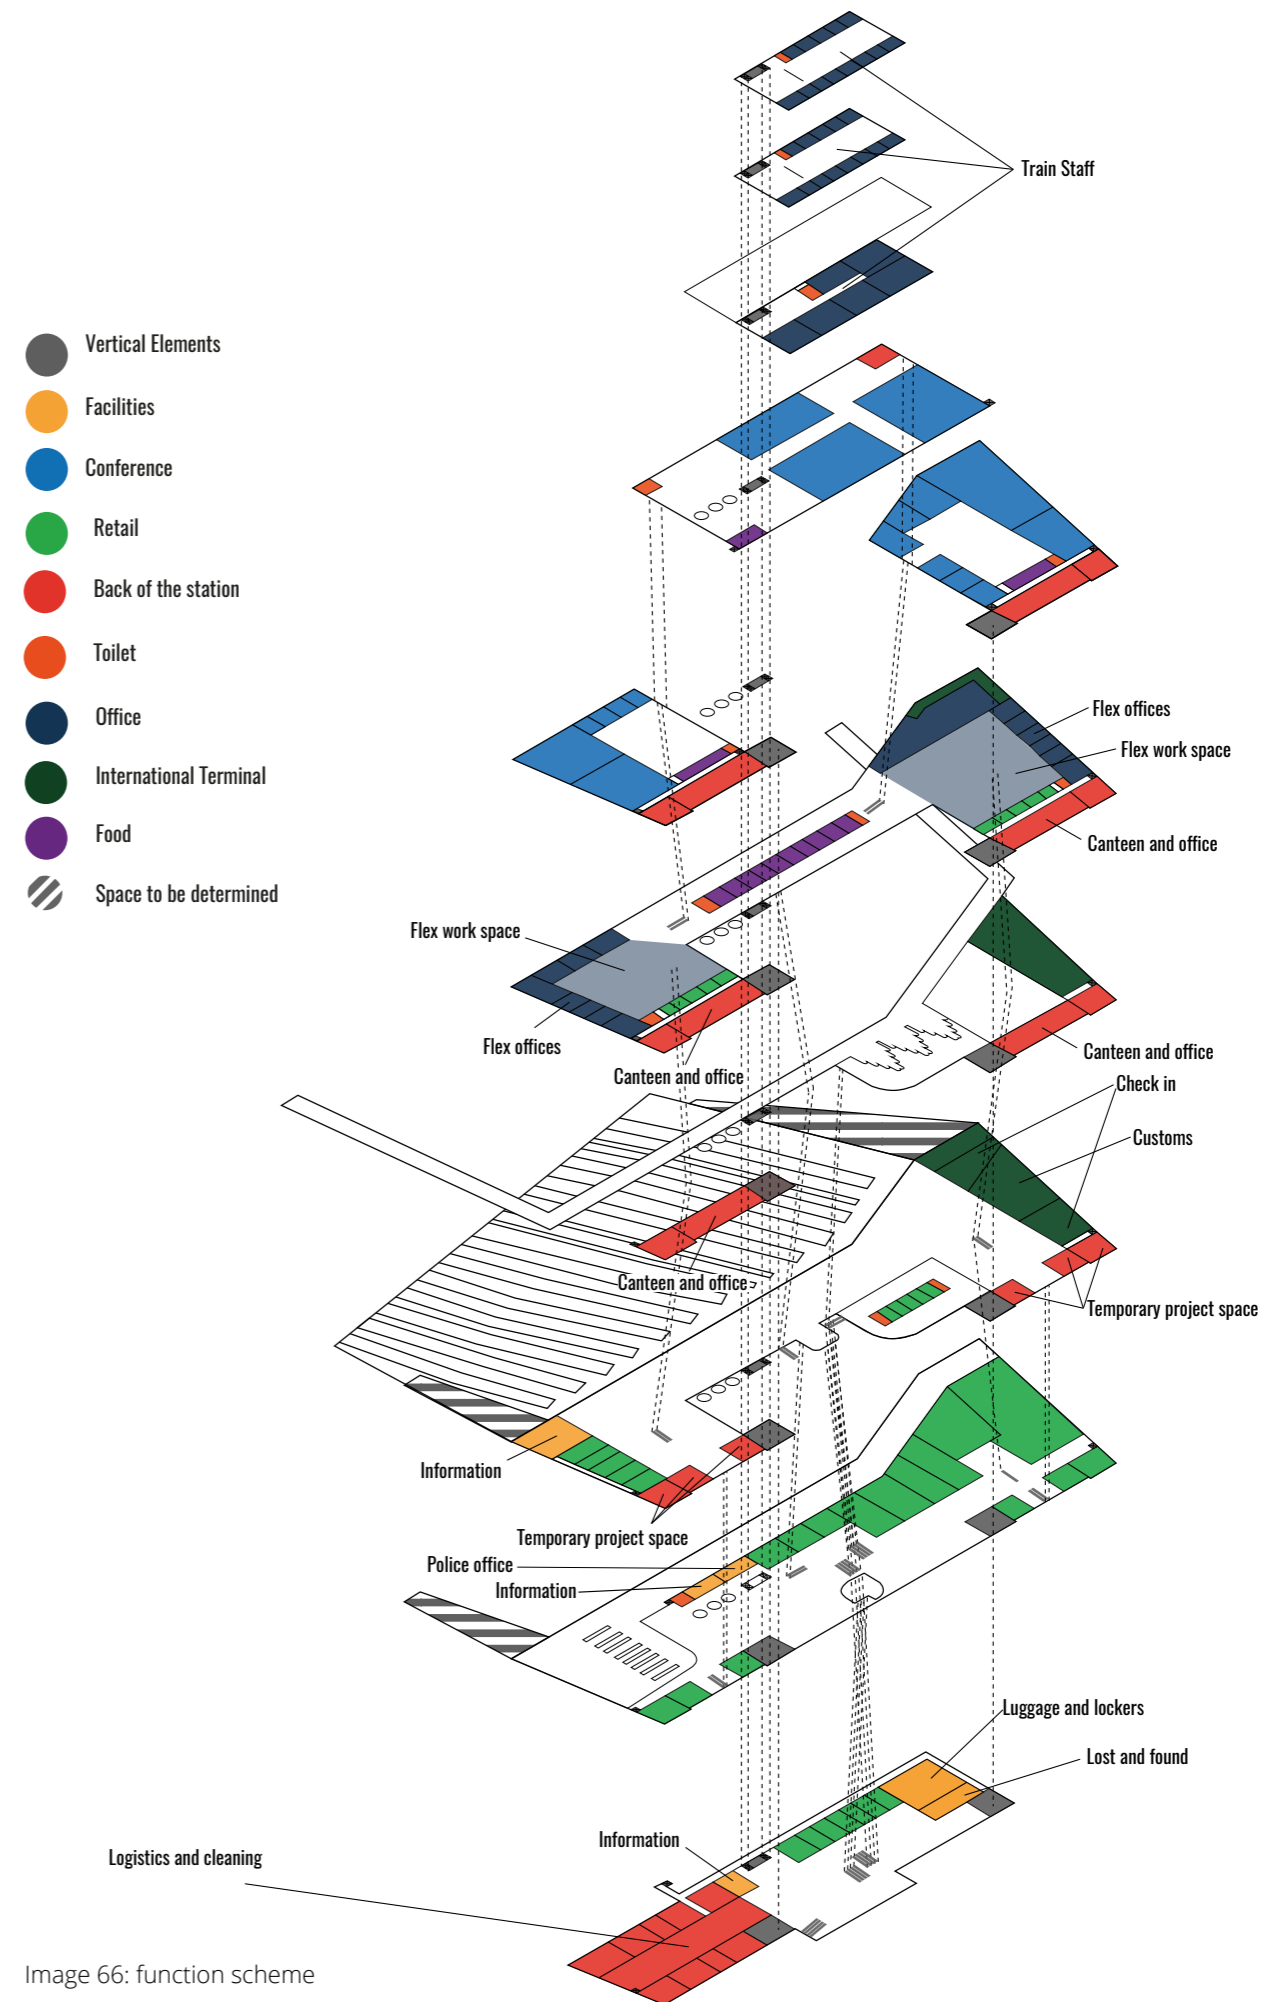 Train Staff
Vertical Elements
Facilities
Conference
Retail
Back of the station
Toilet
Office
International Terminal
Food
Space to be determined
Flex offices
Flex work space
Canteen and office
Flex work space
Flex offices
Canteen and office
Canteen and office
Check in
Customs
Canteen and office
Temporary project space
Information
Temporary project space
Police office
Information
Luggage and lockers
Lost and found
Information
Logistics and cleaning
Image 66: function scheme